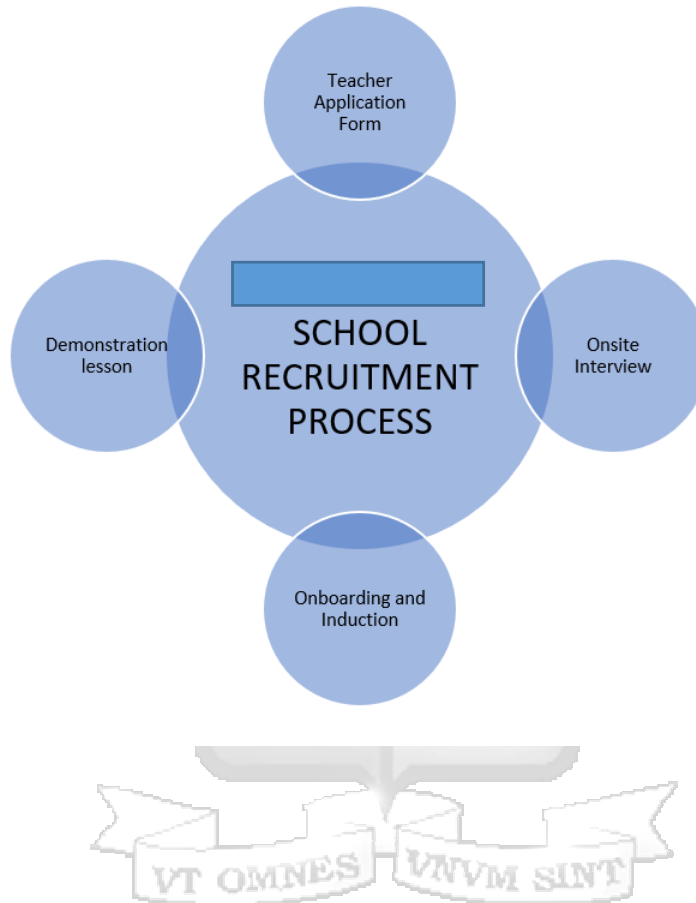 Teacher
Application
Form
SCHOOL
RECRUITMENT
PROCESS
Demonstration
lesson
Onsite
Interview
Onboarding and
Induction
VT OMNES VNVM SINT